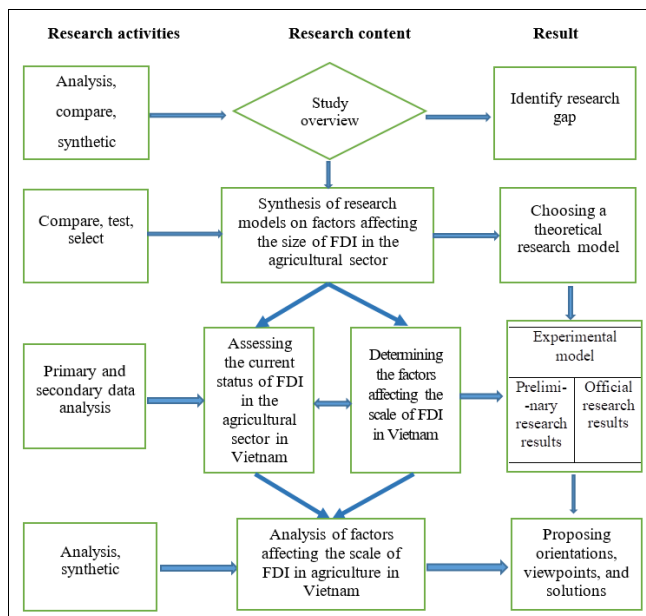 Research activities
Research content
Result
Analysis,
compare,
synthetic
Study
overview
Identify research
gap
Compare, test,
select
Synthesis of research
models on factors affecting
the size of FDI in the
agricultural sector
Choosing a
theoretical
research model
Primary and
secondary data
analysis
Assessing
the current
status of FDI
in the
agricultural
sector in
Vietnam
Determining
the factors
affecting the
scale of FDI
in Vietnam
Experimental
model
Prelimi-
-nary
research
results
Official
research
results
Analysis,
synthetic
Analysis of factors
affecting the scale of
FDI in agriculture in
Vietnam
Proposing
orientations,
viewpoints, and
solutions